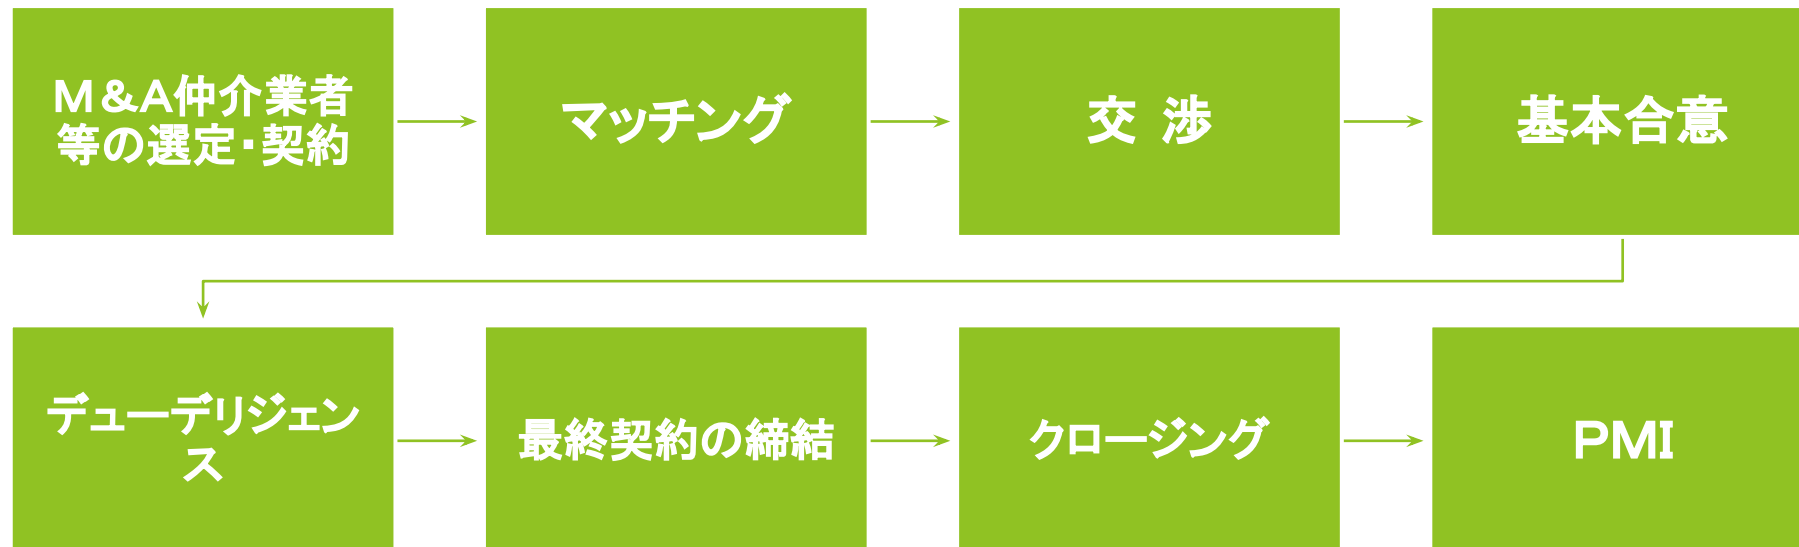 Ｍ＆Ａ仲介業者
等の選定・契約
マッチング
交 渉
基本合意
デューデリジェン
ス
最終契約の締結
クロージング
ＰＭＩ